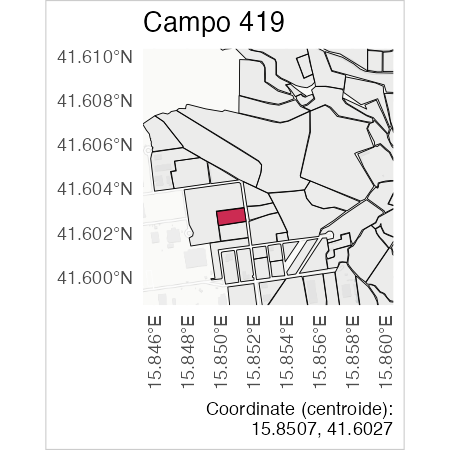 Campo 419
41.610°N
41.608°N
41.606°N
41.604°N
41.602°N
41.600°N
15.846°E
15.848°E
15.850°E
15.852°E
15.854°E
15.856°E
15.858°E
15.860°E
Coordinate (centroide):
15.8507, 41.6027